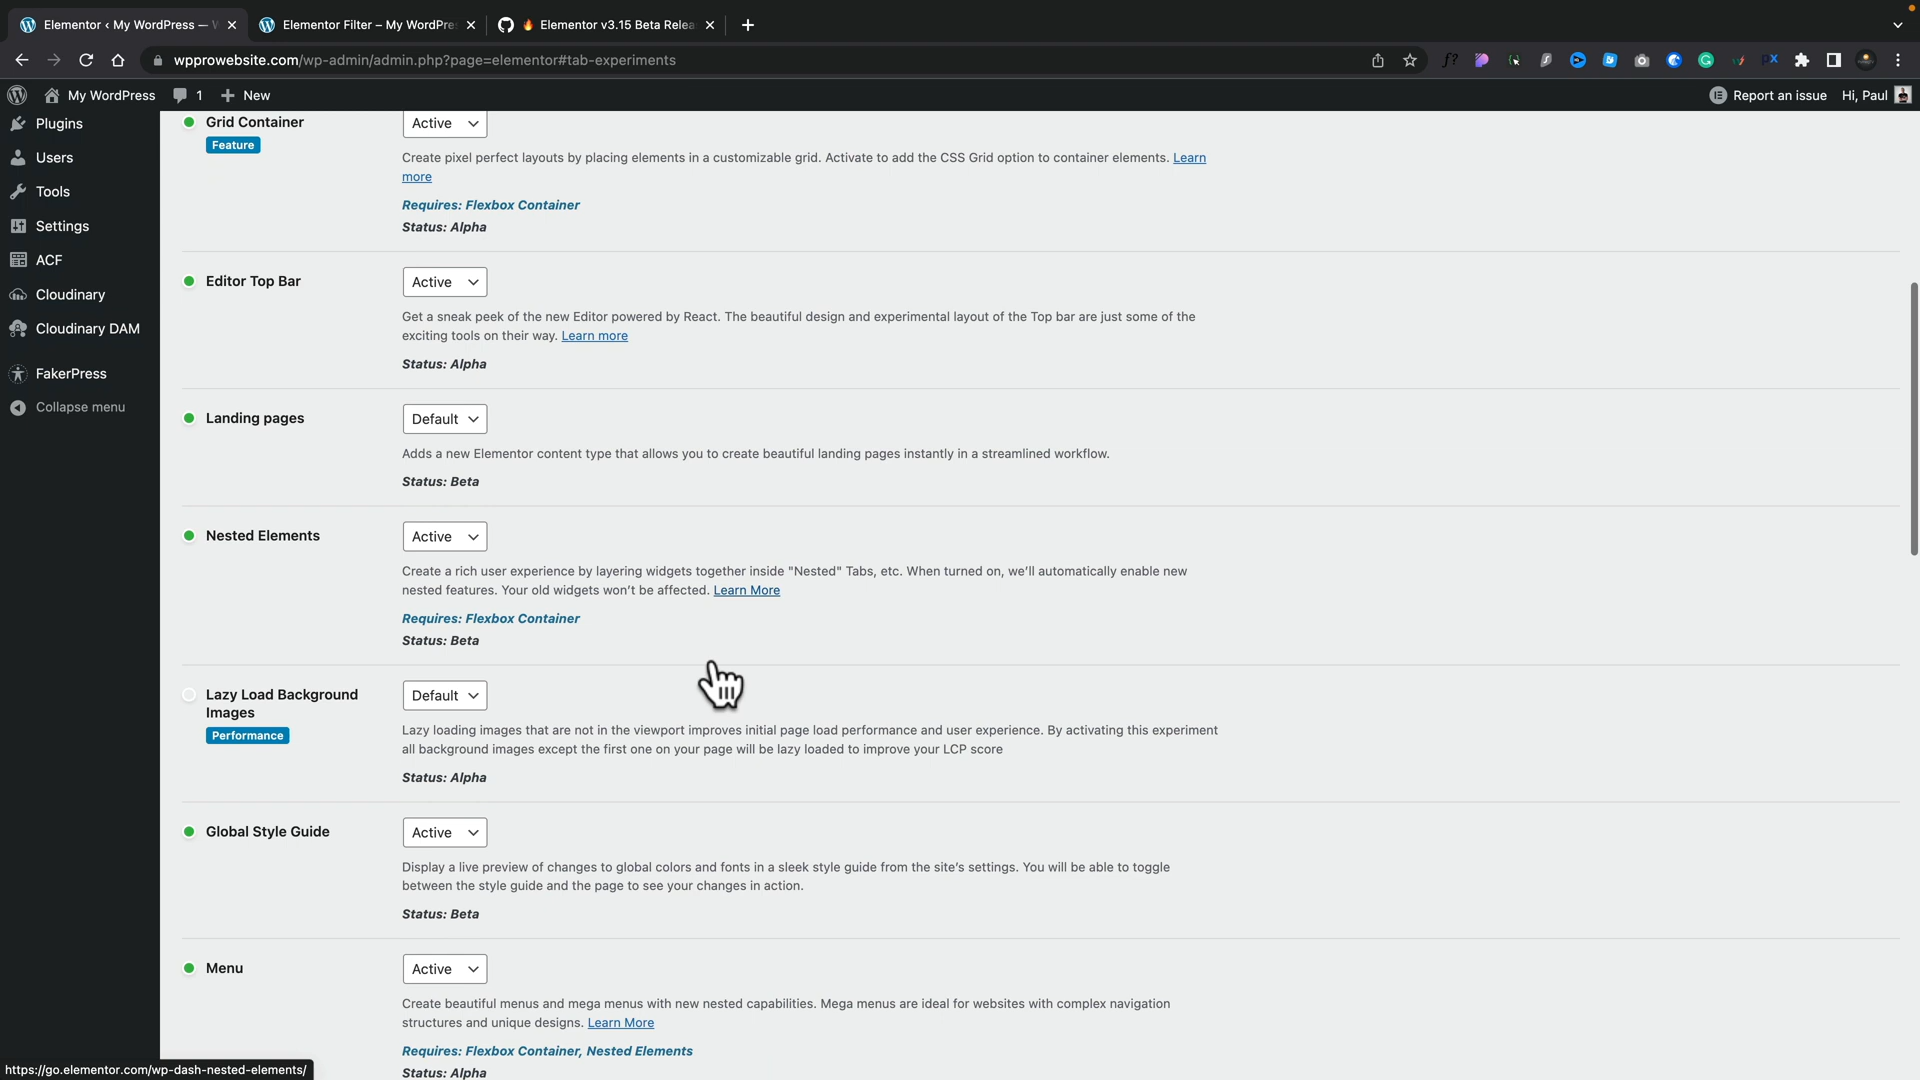 Elementor ‹ My WordPress — W
Elementor Filter – My WordPre
Elementor v3.15 Beta Relea
wpprowebsite.com/wp-admin/admin.php?page=elementor#tab-experiments
My WordPress
1
New
Report an issue
Hi, Paul
Plugins
Users
Tools
Settings
ACF
Cloudinary
Cloudinary DAM
FakerPress
Collapse menu
Grid Container
Active
Feature
Create pixel perfect layouts by placing elements in a customizable grid. Activate to add the CSS Grid option to container elements. Learn
more
Requires: Flexbox Container
Status: Alpha
Editor Top Bar
Active
Get a sneak peek of the new Editor powered by React. The beautiful design and experimental layout of the Top bar are just some of the
exciting tools on their way. Learn more
Status: Alpha
Landing pages
Default
Adds a new Elementor content type that allows you to create beautiful landing pages instantly in a streamlined workflow.
Status: Beta
Nested Elements
Active
Create a rich user experience by layering widgets together inside "Nested" Tabs, etc. When turned on, we’ll automatically enable new
nested features. Your old widgets won’t be affected. Learn More
Requires: Flexbox Container
Status: Beta
Lazy Load Background
Images
Default
Performance
Lazy loading images that are not in the viewport improves initial page load performance and user experience. By activating this experiment
all background images except the first one on your page will be lazy loaded to improve your LCP score
Status: Alpha
Global Style Guide
Active
Display a live preview of changes to global colors and fonts in a sleek style guide from the site’s settings. You will be able to toggle
between the style guide and the page to see your changes in action.
Status: Beta
Menu
Active
Create beautiful menus and mega menus with new nested capabilities. Mega menus are ideal for websites with complex navigation
structures and unique designs. Learn More
Requires: Flexbox Container, Nested Elements
Status: Alpha
https://go.elementor.com/wp-dash-nested-elements/